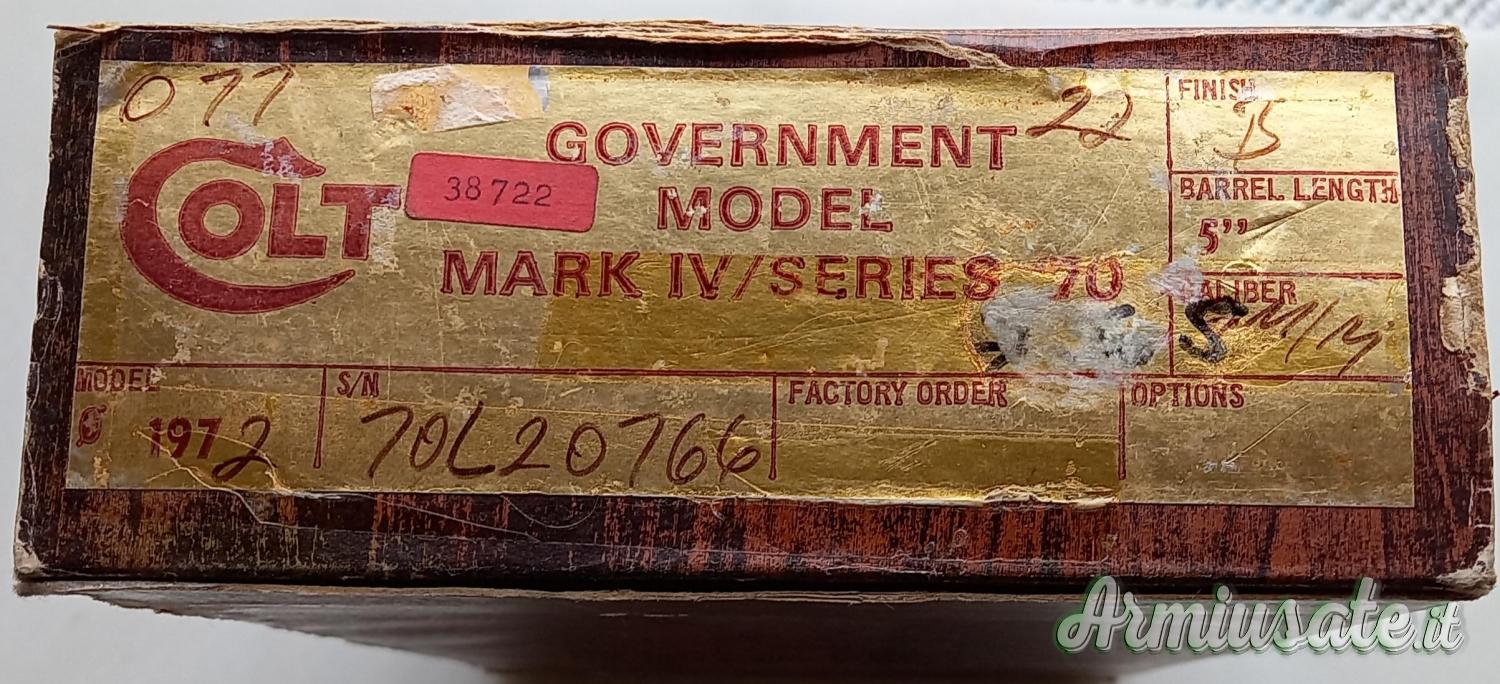 077
22
COLT
38722
GOVERNMENT
MODEL
MARK IV/SERIES '70
FINISH
B
BARREL LENGTH
5"
CALIBER
M/M
MODEL
1972
S/N
70L20766
FACTORY ORDER
OPTIONS
Armiusate.it